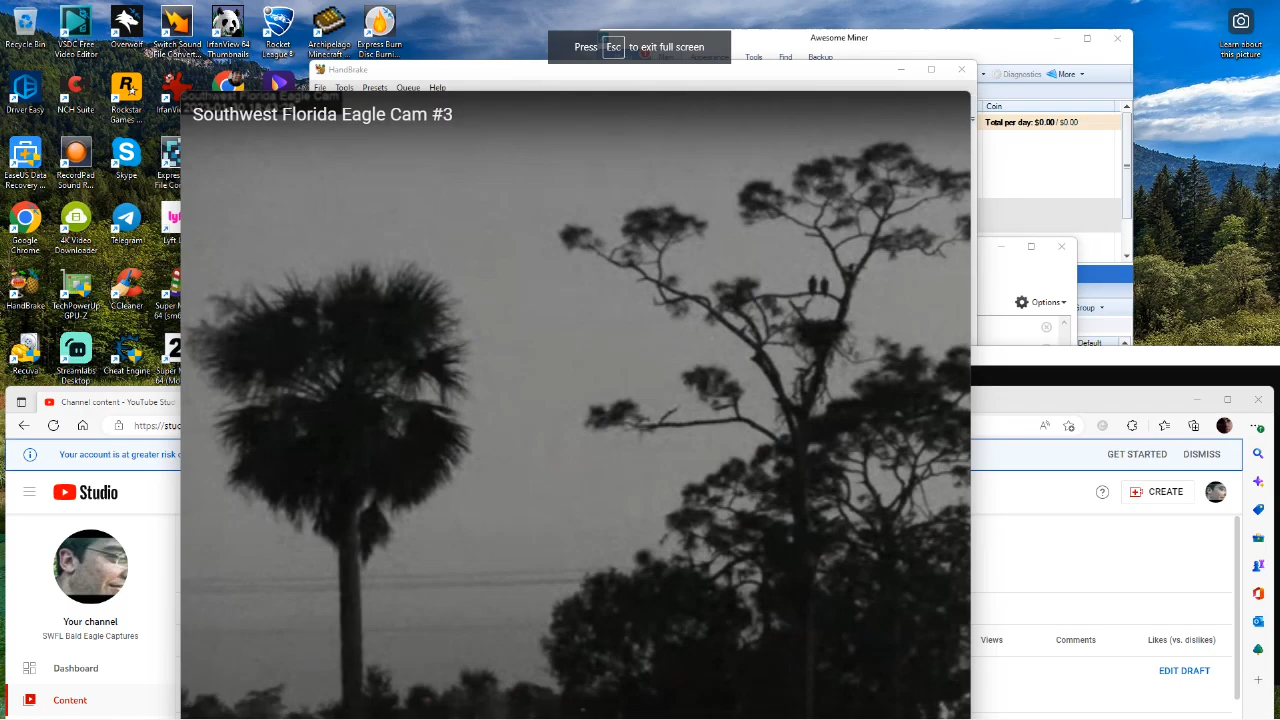 Recycle Bin
VSDC Free Video Editor
Overwolf
Switch Sound File Convert...
IrfanView 64 Thumbnails
Rocket League®
Archipelago Minecraft ...
Express Burn Disc Burni...
Press Esc to exit full screen
Awesome Miner
Learn about this picture
Tools Find Backup
HandBrake
Diagnostics More
File Tools Presets Queue Help
Driver Easy
NCH Suite
Rockstar Games ...
Southwest Florida Eagle Cam
Southwest Florida Eagle Cam #3
Coin
Total per day: $0.00 / $0.00
EaseUS Data Recovery ...
RecordPad Sound R...
Skype
Google Chrome
4K Video Downloader
Telegram
Options
HandBrake
TechPowerUp GPU-Z
CCleaner
Default
Recuva
Streamlabs Desktop
Cheat Engine
Channel content - YouTube Stud
https://stud
Your account is at greater risk o
GET STARTED DISMISS
Studio
CREATE
Your channel
SWFL Bald Eagle Captures
Views Comments Likes (vs. dislikes)
Dashboard
EDIT DRAFT
Content